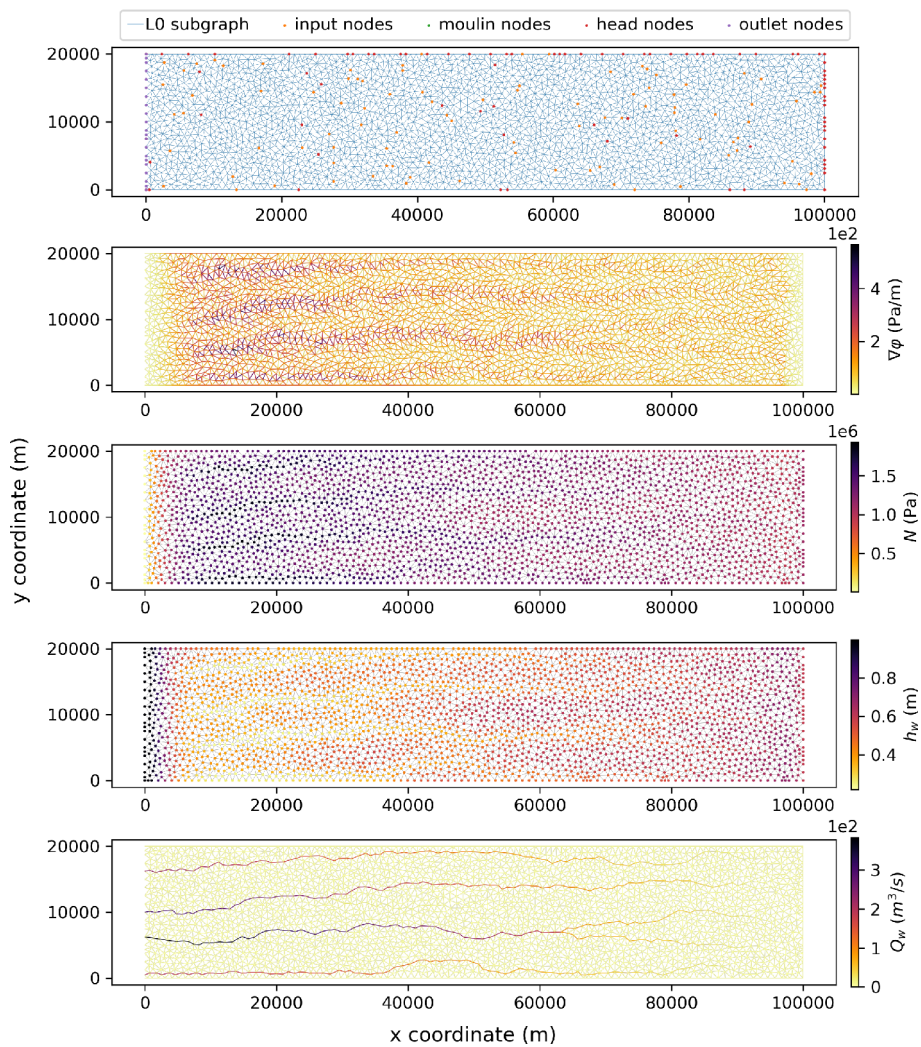 L0 subgraph input nodes moulin nodes head nodes outlet nodes
20000
10000
0
0 20000 40000 60000 80000 100000
1e2
20000
10000
0
0 20000 40000 60000 80000 100000
4
2
∇φ (Pa/m)
1e6
20000
10000
0
0 20000 40000 60000 80000 100000
1.5
1.0
0.5
N (Pa)
y coordinate (m)
20000
10000
0
0 20000 40000 60000 80000 100000
0.8
0.6
0.4
h_w (m)
1e2
20000
10000
0
0 20000 40000 60000 80000 100000
3
2
1
0
Q_w (m³/s)
x coordinate (m)